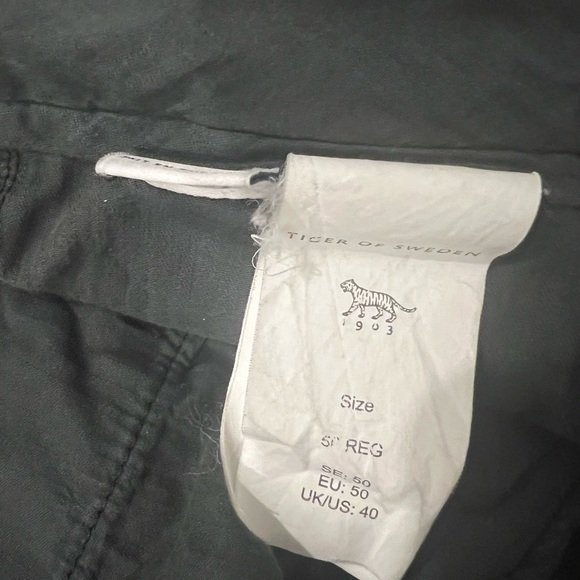 TIGER OF SWEDEN
1903
Size
REG
SE: 50
EU: 50
UK/US: 40